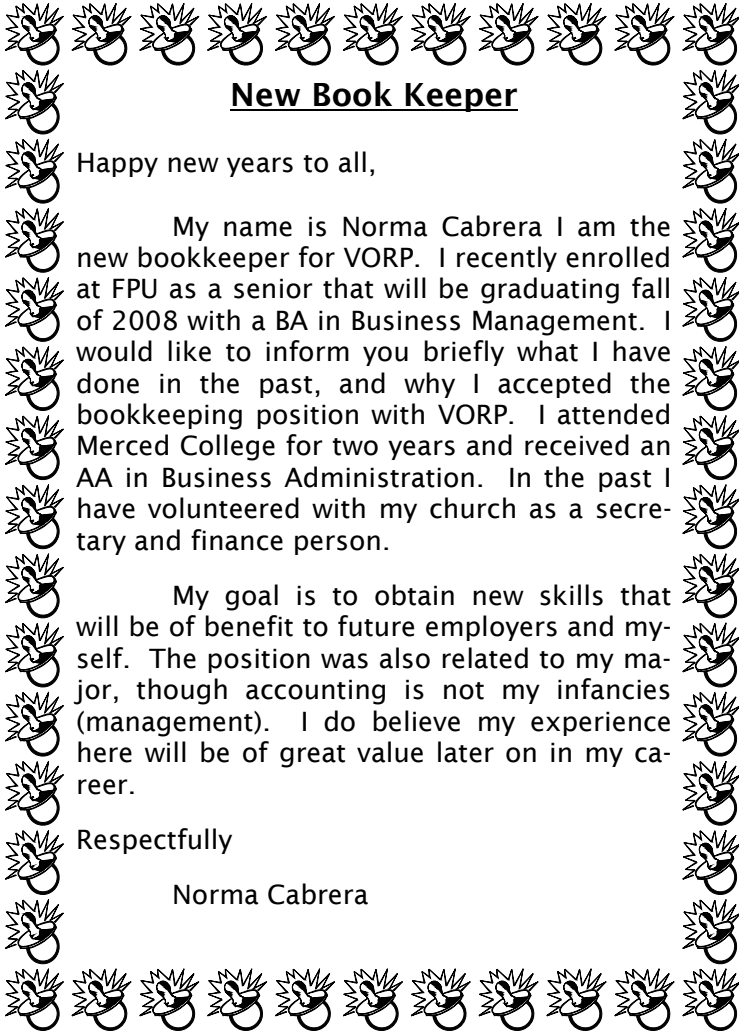 New Book Keeper
Happy new years to all,
My name is Norma Cabrera I am the
new bookkeeper for VORP.  I recently enrolled
at FPU as a senior that will be graduating fall
of 2008 with a BA in Business Management.  I
would like to inform you briefly what I have
done in the past, and why I accepted the
bookkeeping position with VORP.  I attended
Merced College for two years and received an
AA in Business Administration.  In the past I
have volunteered with my church as a secre-
tary and finance person.
My goal is to obtain new skills that
will be of benefit to future employers and my-
self.  The position was also related to my ma-
jor, though accounting is not my infancies
(management).  I do believe my experience
here will be of great value later on in my ca-
reer.
Respectfully
Norma Cabrera